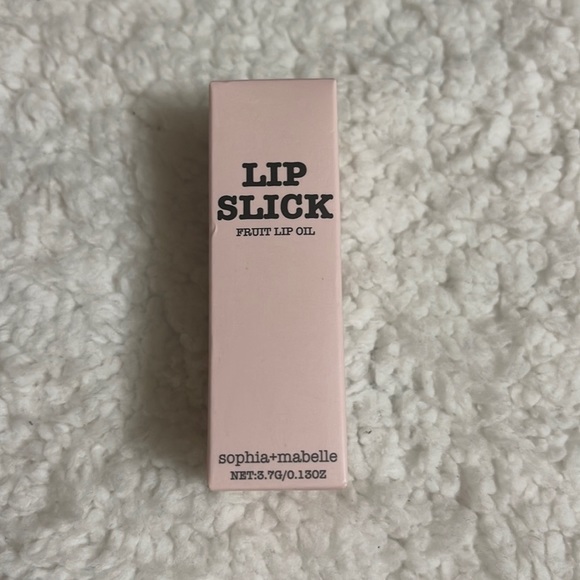 LIP
SLICK
FRUIT LIP OIL
sophia+mabelle
NET:3.7G/0.13OZ